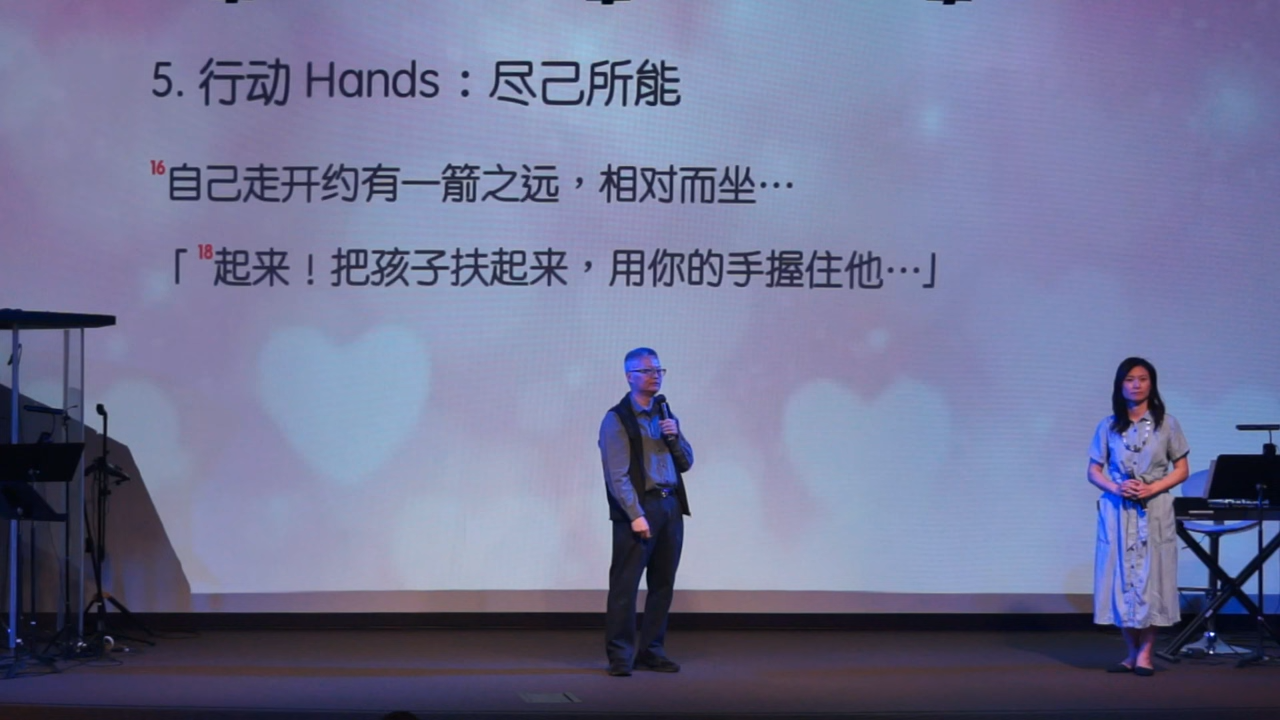 5. 行动 Hands：尽己所能
16自己走开约有一箭之远，相对而坐…
「18起来！把孩子扶起来，用你的手握住他…」